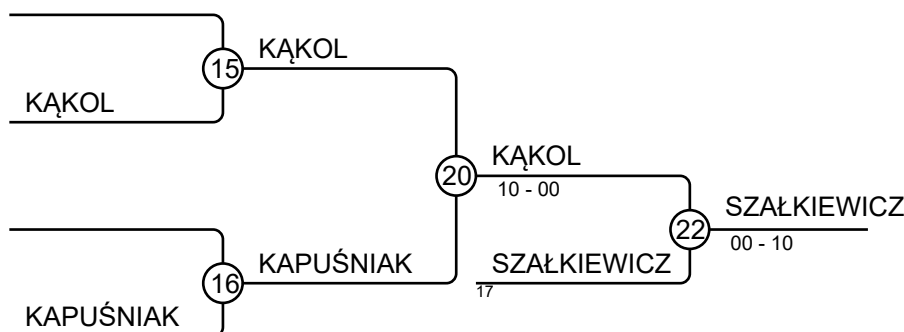 KĄKOL
15
KĄKOL
KĄKOL
20
10 - 00
SZAŁKIEWICZ
22
00 - 10
KAPUŚNIAK
16
SZAŁKIEWICZ
17
KAPUŚNIAK